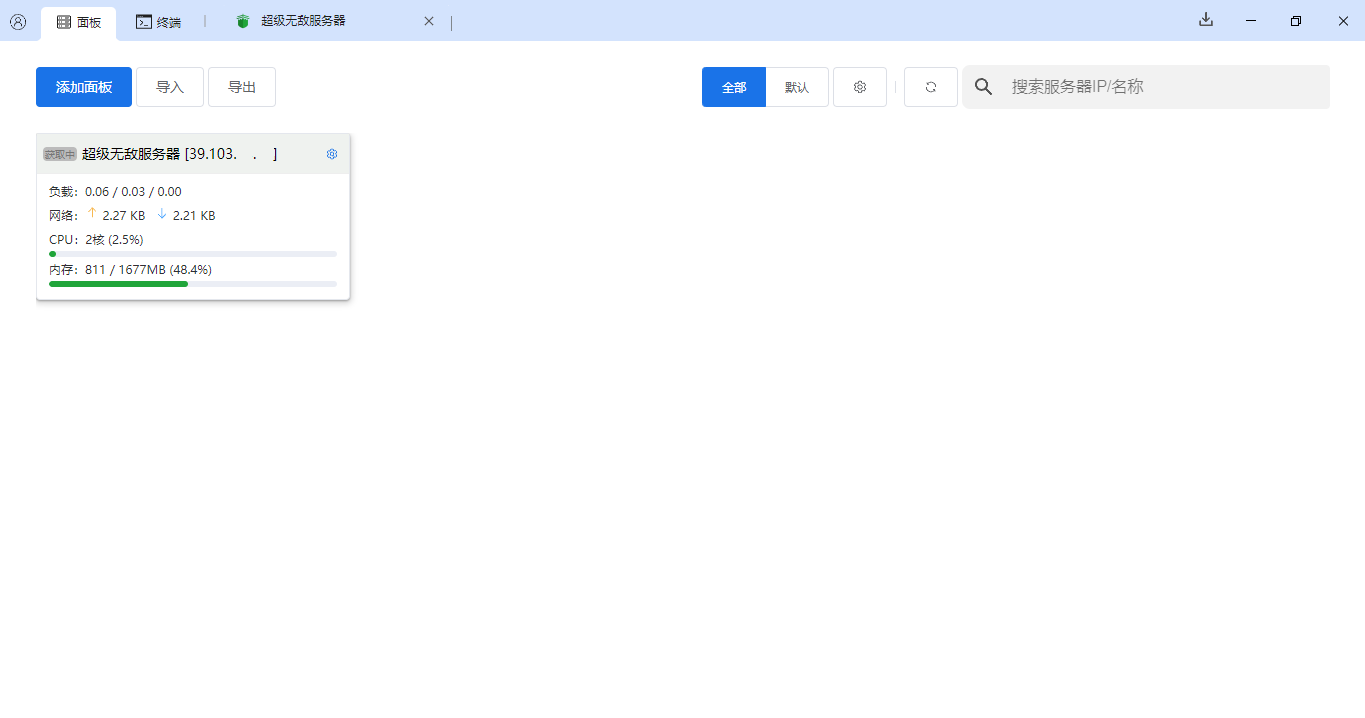 面板 终端 超级无敌服务器
添加面板 导入 导出 全部 默认 搜索服务器IP/名称
获取中 超级无敌服务器 [39.103. . ]
负载：0.06 / 0.03 / 0.00
网络： 2.27 KB 2.21 KB
CPU：2核 (2.5%)
内存：811 / 1677MB (48.4%)